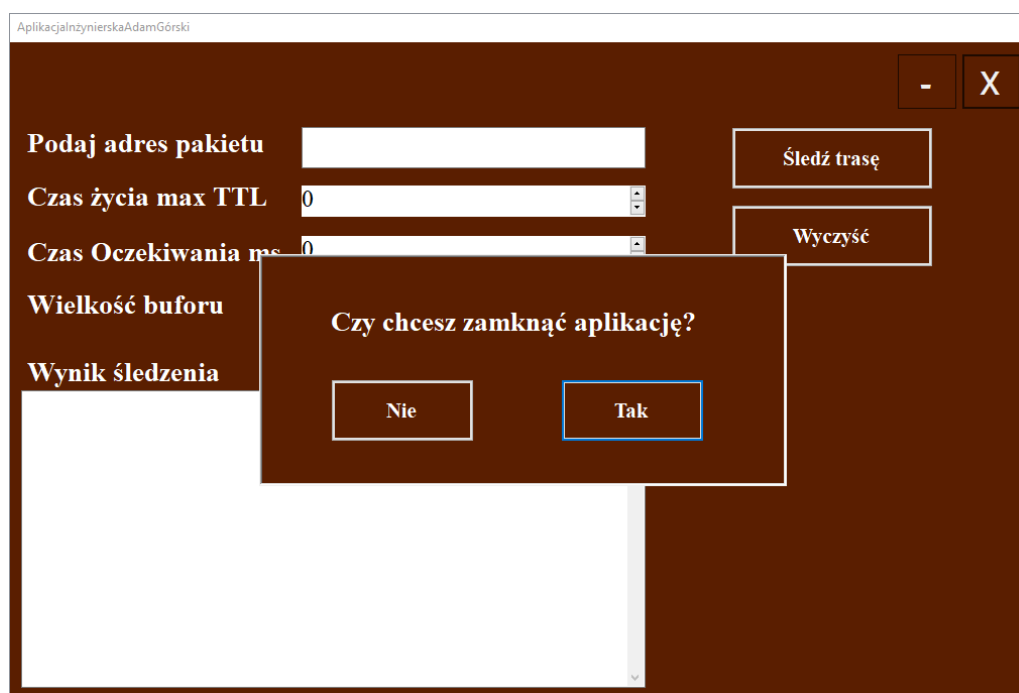 AplikacjaInżynierskaAdamGórski
- X
Podaj adres pakietu
Śledź trasę
Czas życia max TTL 0
Wyczyść
Czas Oczekiwania ms 0
Wielkość buforu
Czy chcesz zamknąć aplikację?
Wynik śledzenia
Nie Tak